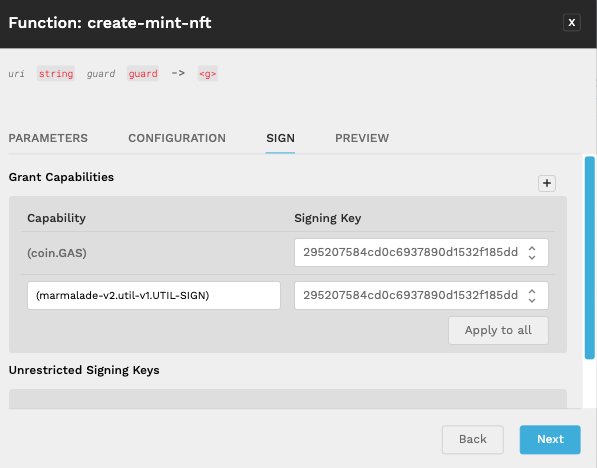 Function: create-mint-nft
x
uri string guard guard -> <g>
PARAMETERS CONFIGURATION SIGN PREVIEW
Grant Capabilities
+
Capability Signing Key
(coin.GAS) 295207584cd0c6937890d1532f185dd
(marmalade-v2.util-v1.UTIL-SIGN) 295207584cd0c6937890d1532f185dd
Apply to all
Unrestricted Signing Keys
Back Next